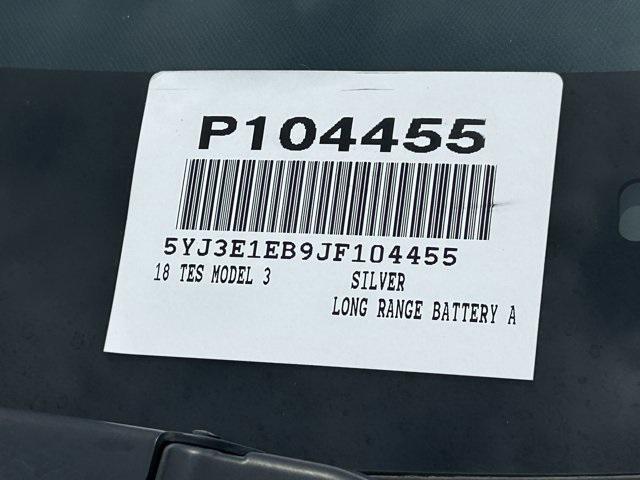 P104455
5YJ3E1EB9JF104455
18 TES MODEL 3 SILVER
LONG RANGE BATTERY A